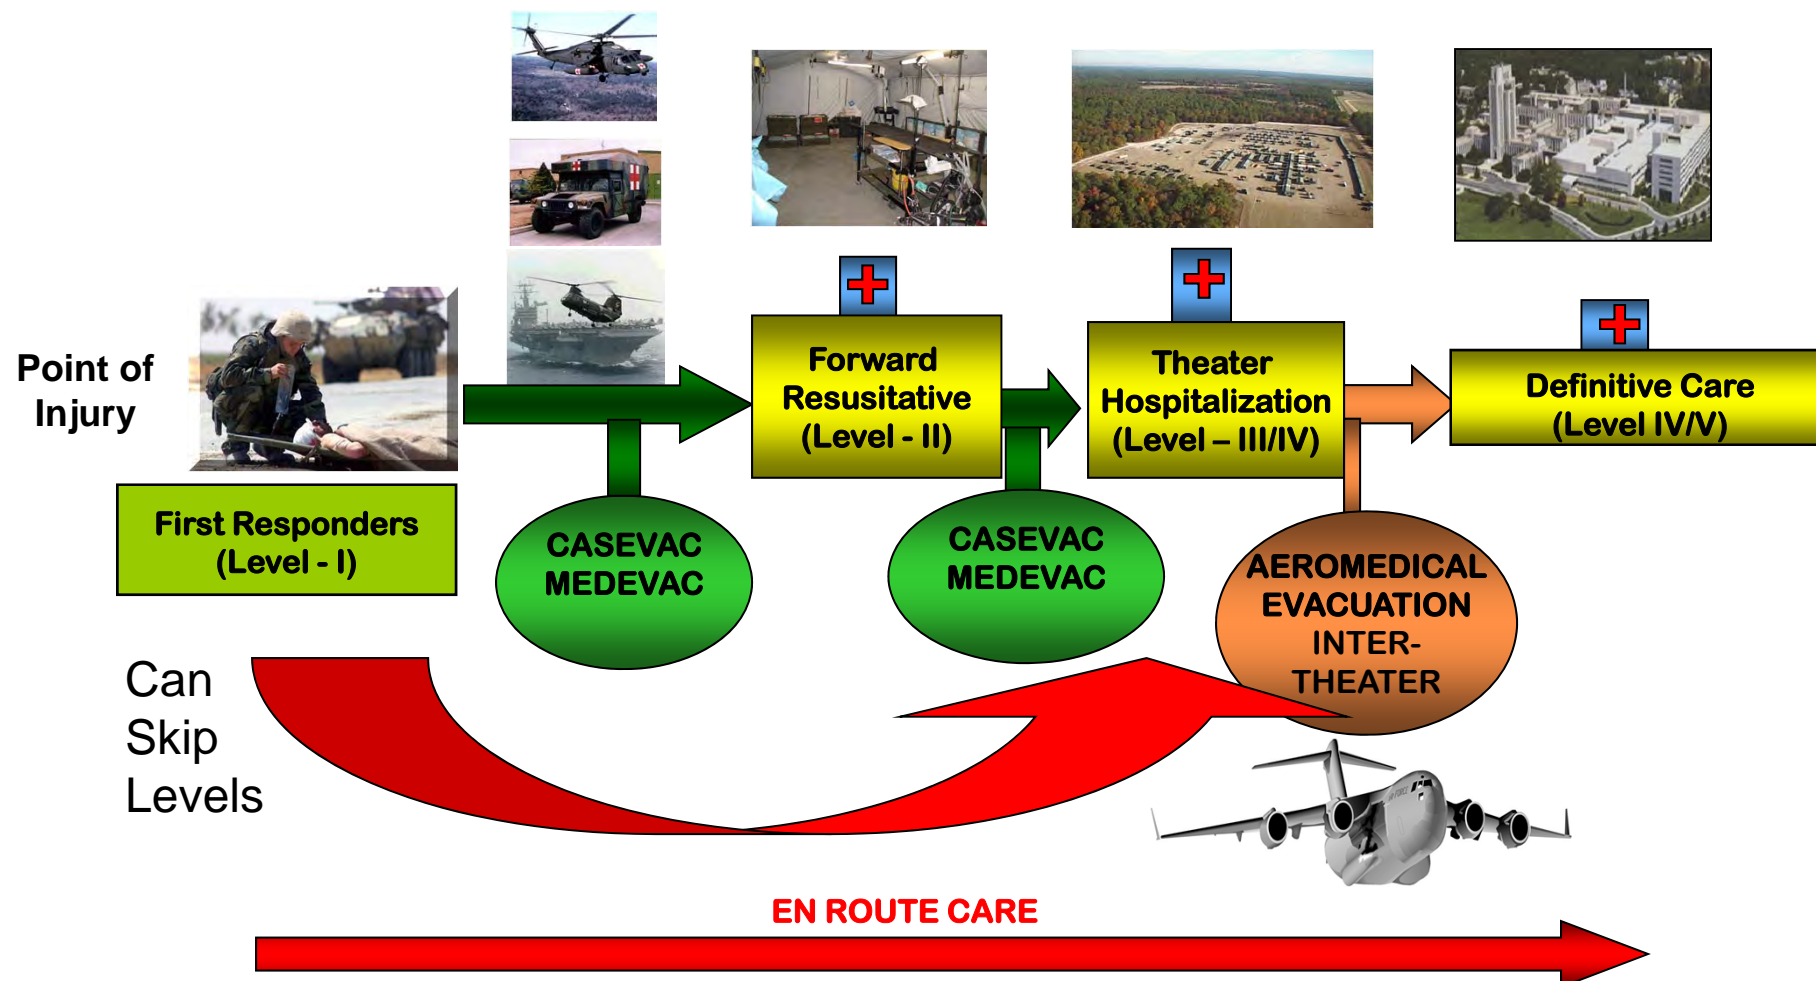 Point of
Injury
First Responders
(Level - I)
CASEVAC
MEDEVAC
Forward
Resusitative
(Level - II)
CASEVAC
MEDEVAC
Theater
Hospitalization
(Level – III/IV)
AEROMEDICAL
EVACUATION
INTER-
THEATER
Definitive Care
(Level IV/V)
Can
Skip
Levels
EN ROUTE CARE